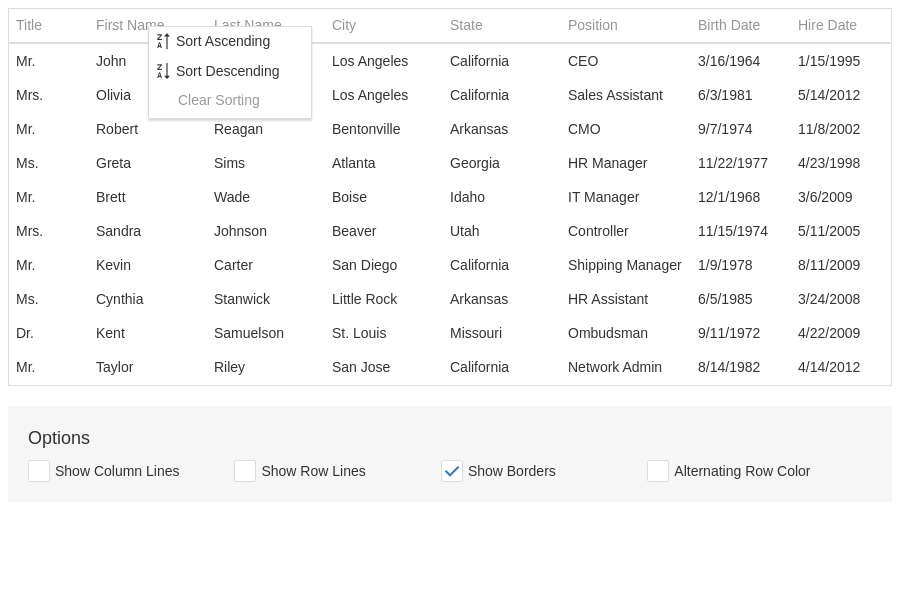 Title First Name Last Name City State Position Birth Date Hire Date
Sort Ascending
Mr. John Los Angeles California CEO 3/16/1964 1/15/1995
Sort Descending
Mrs. Olivia Los Angeles California Sales Assistant 6/3/1981 5/14/2012
Clear Sorting
Mr. Robert Reagan Bentonville Arkansas CMO 9/7/1974 11/8/2002
Ms. Greta Sims Atlanta Georgia HR Manager 11/22/1977 4/23/1998
Mr. Brett Wade Boise Idaho IT Manager 12/1/1968 3/6/2009
Mrs. Sandra Johnson Beaver Utah Controller 11/15/1974 5/11/2005
Mr. Kevin Carter San Diego California Shipping Manager 1/9/1978 8/11/2009
Ms. Cynthia Stanwick Little Rock Arkansas HR Assistant 6/5/1985 3/24/2008
Dr. Kent Samuelson St. Louis Missouri Ombudsman 9/11/1972 4/22/2009
Mr. Taylor Riley San Jose California Network Admin 8/14/1982 4/14/2012
Options
Show Column Lines Show Row Lines Show Borders Alternating Row Color